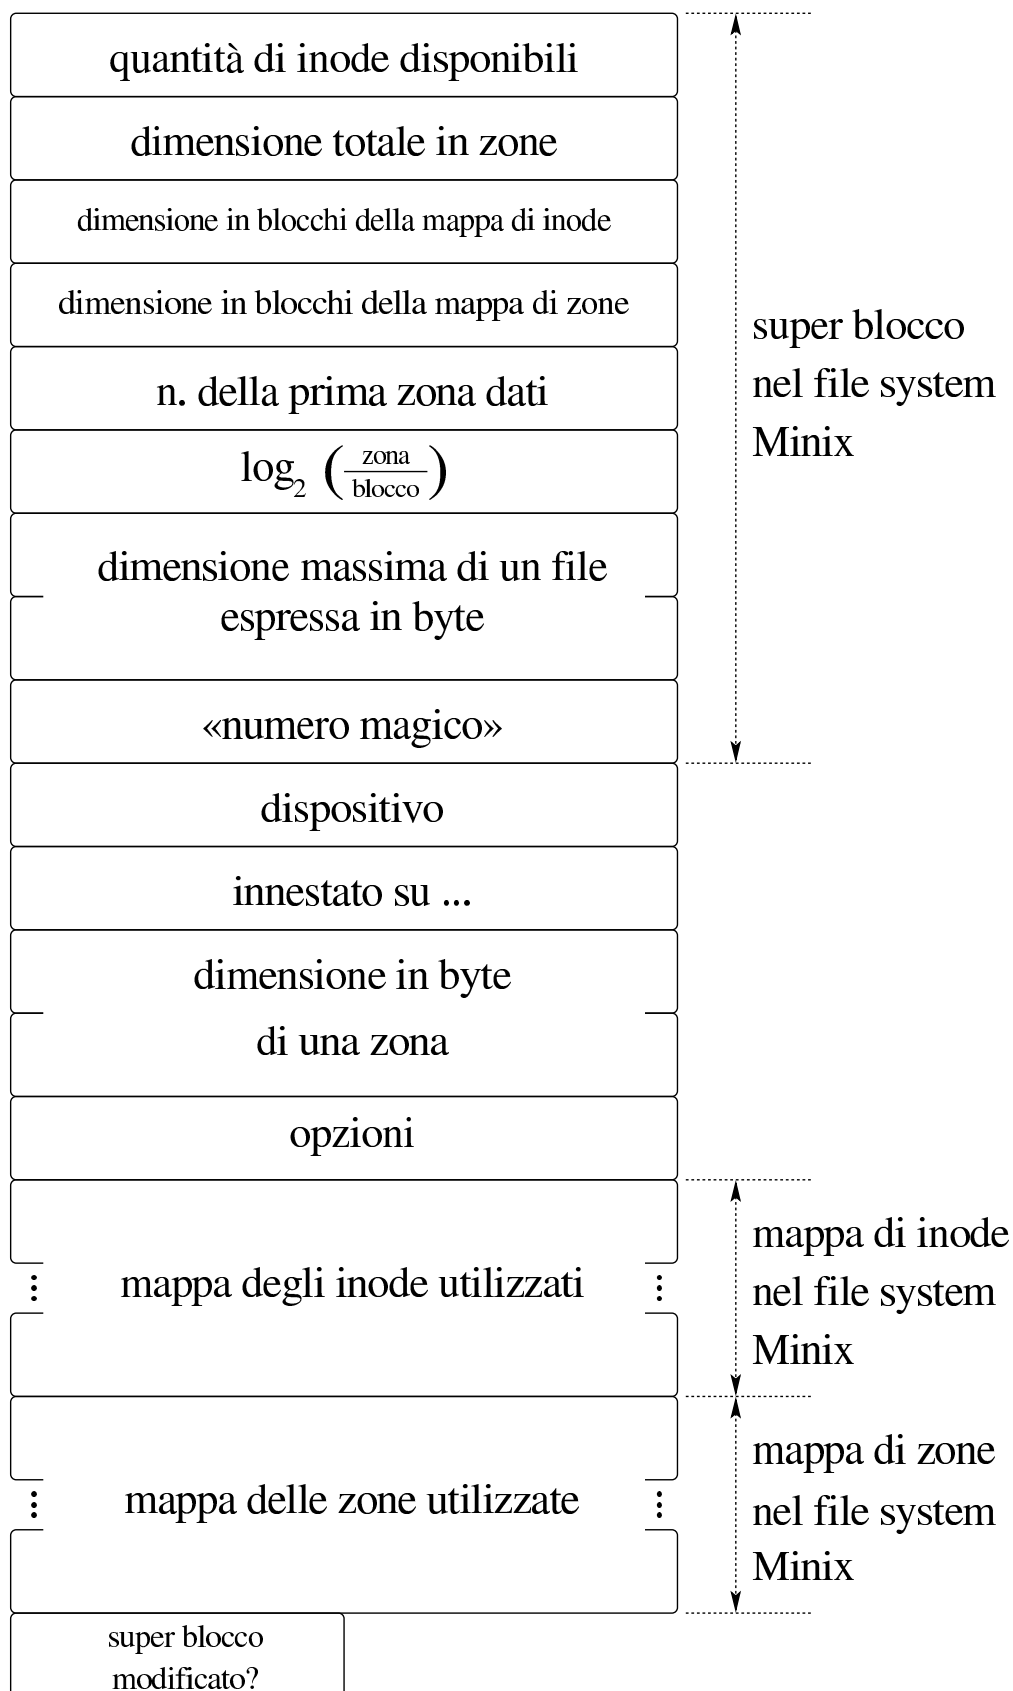 quantità di inode disponibili
dimensione totale in zone
dimensione in blocchi della mappa di inode
dimensione in blocchi della mappa di zone
n. della prima zona dati
log2 (zona/blocco)
dimensione massima di un file
espressa in byte
«numero magico»
super blocco
nel file system
Minix
dispositivo
innestato su ...
dimensione in byte
di una zona
opzioni
mappa degli inode utilizzati
mappa di inode
nel file system
Minix
mappa delle zone utilizzate
mappa di zone
nel file system
Minix
super blocco
modificato?